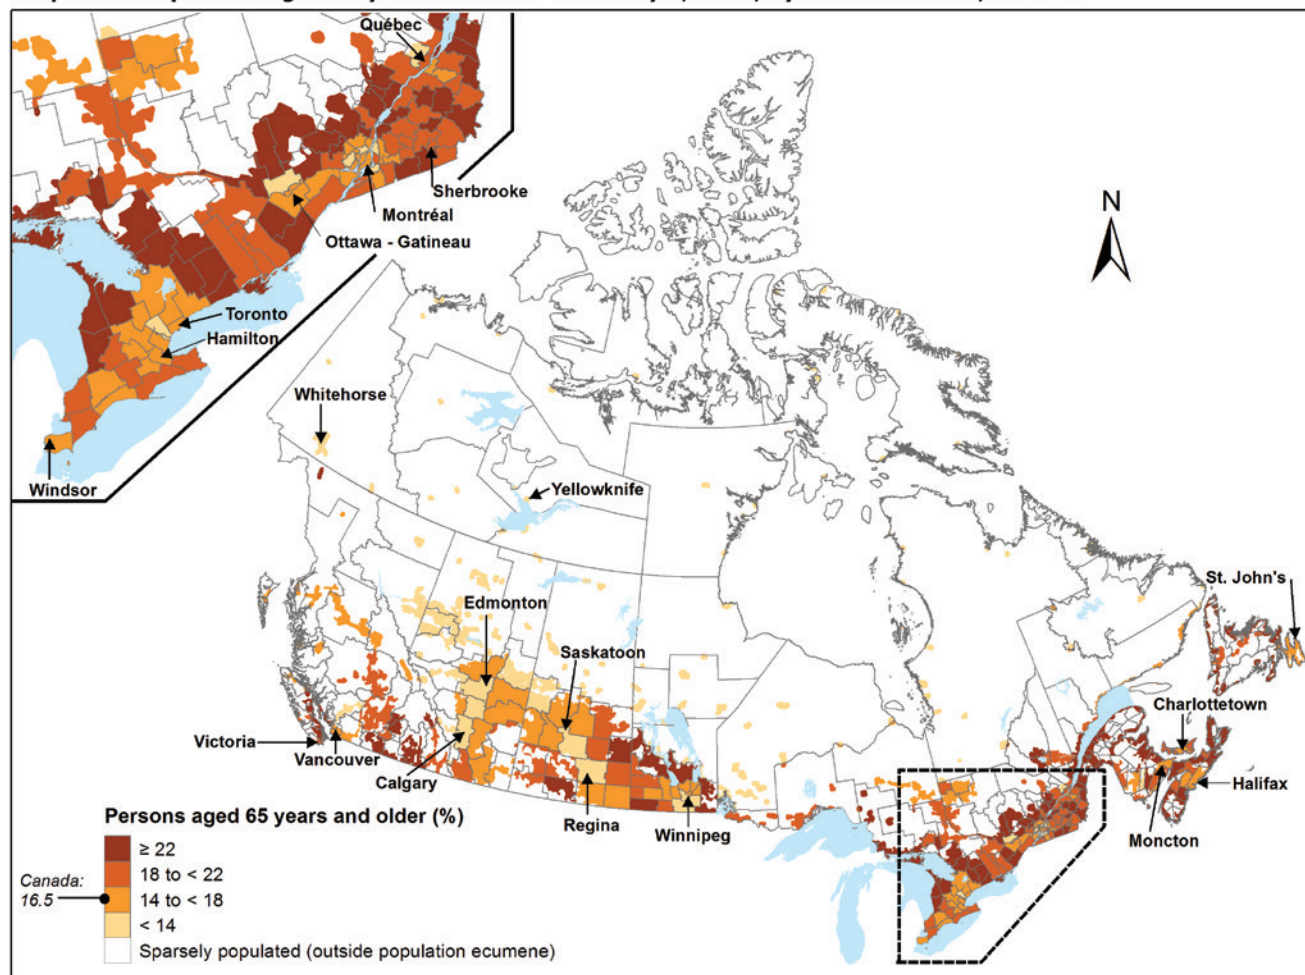 Québec
Sherbrooke
Montréal
Ottawa - Gatineau
Toronto
Hamilton
Windsor
N
Whitehorse
Yellowknife
St. John's
Edmonton
Saskatoon
Charlottetown
Victoria
Vancouver
Calgary
Halifax
Regina
Winnipeg
Moncton
Persons aged 65 years and older (%)
≥ 22
18 to < 22
Canada:
16.5
14 to < 18
< 14
Sparsely populated (outside population ecumene)